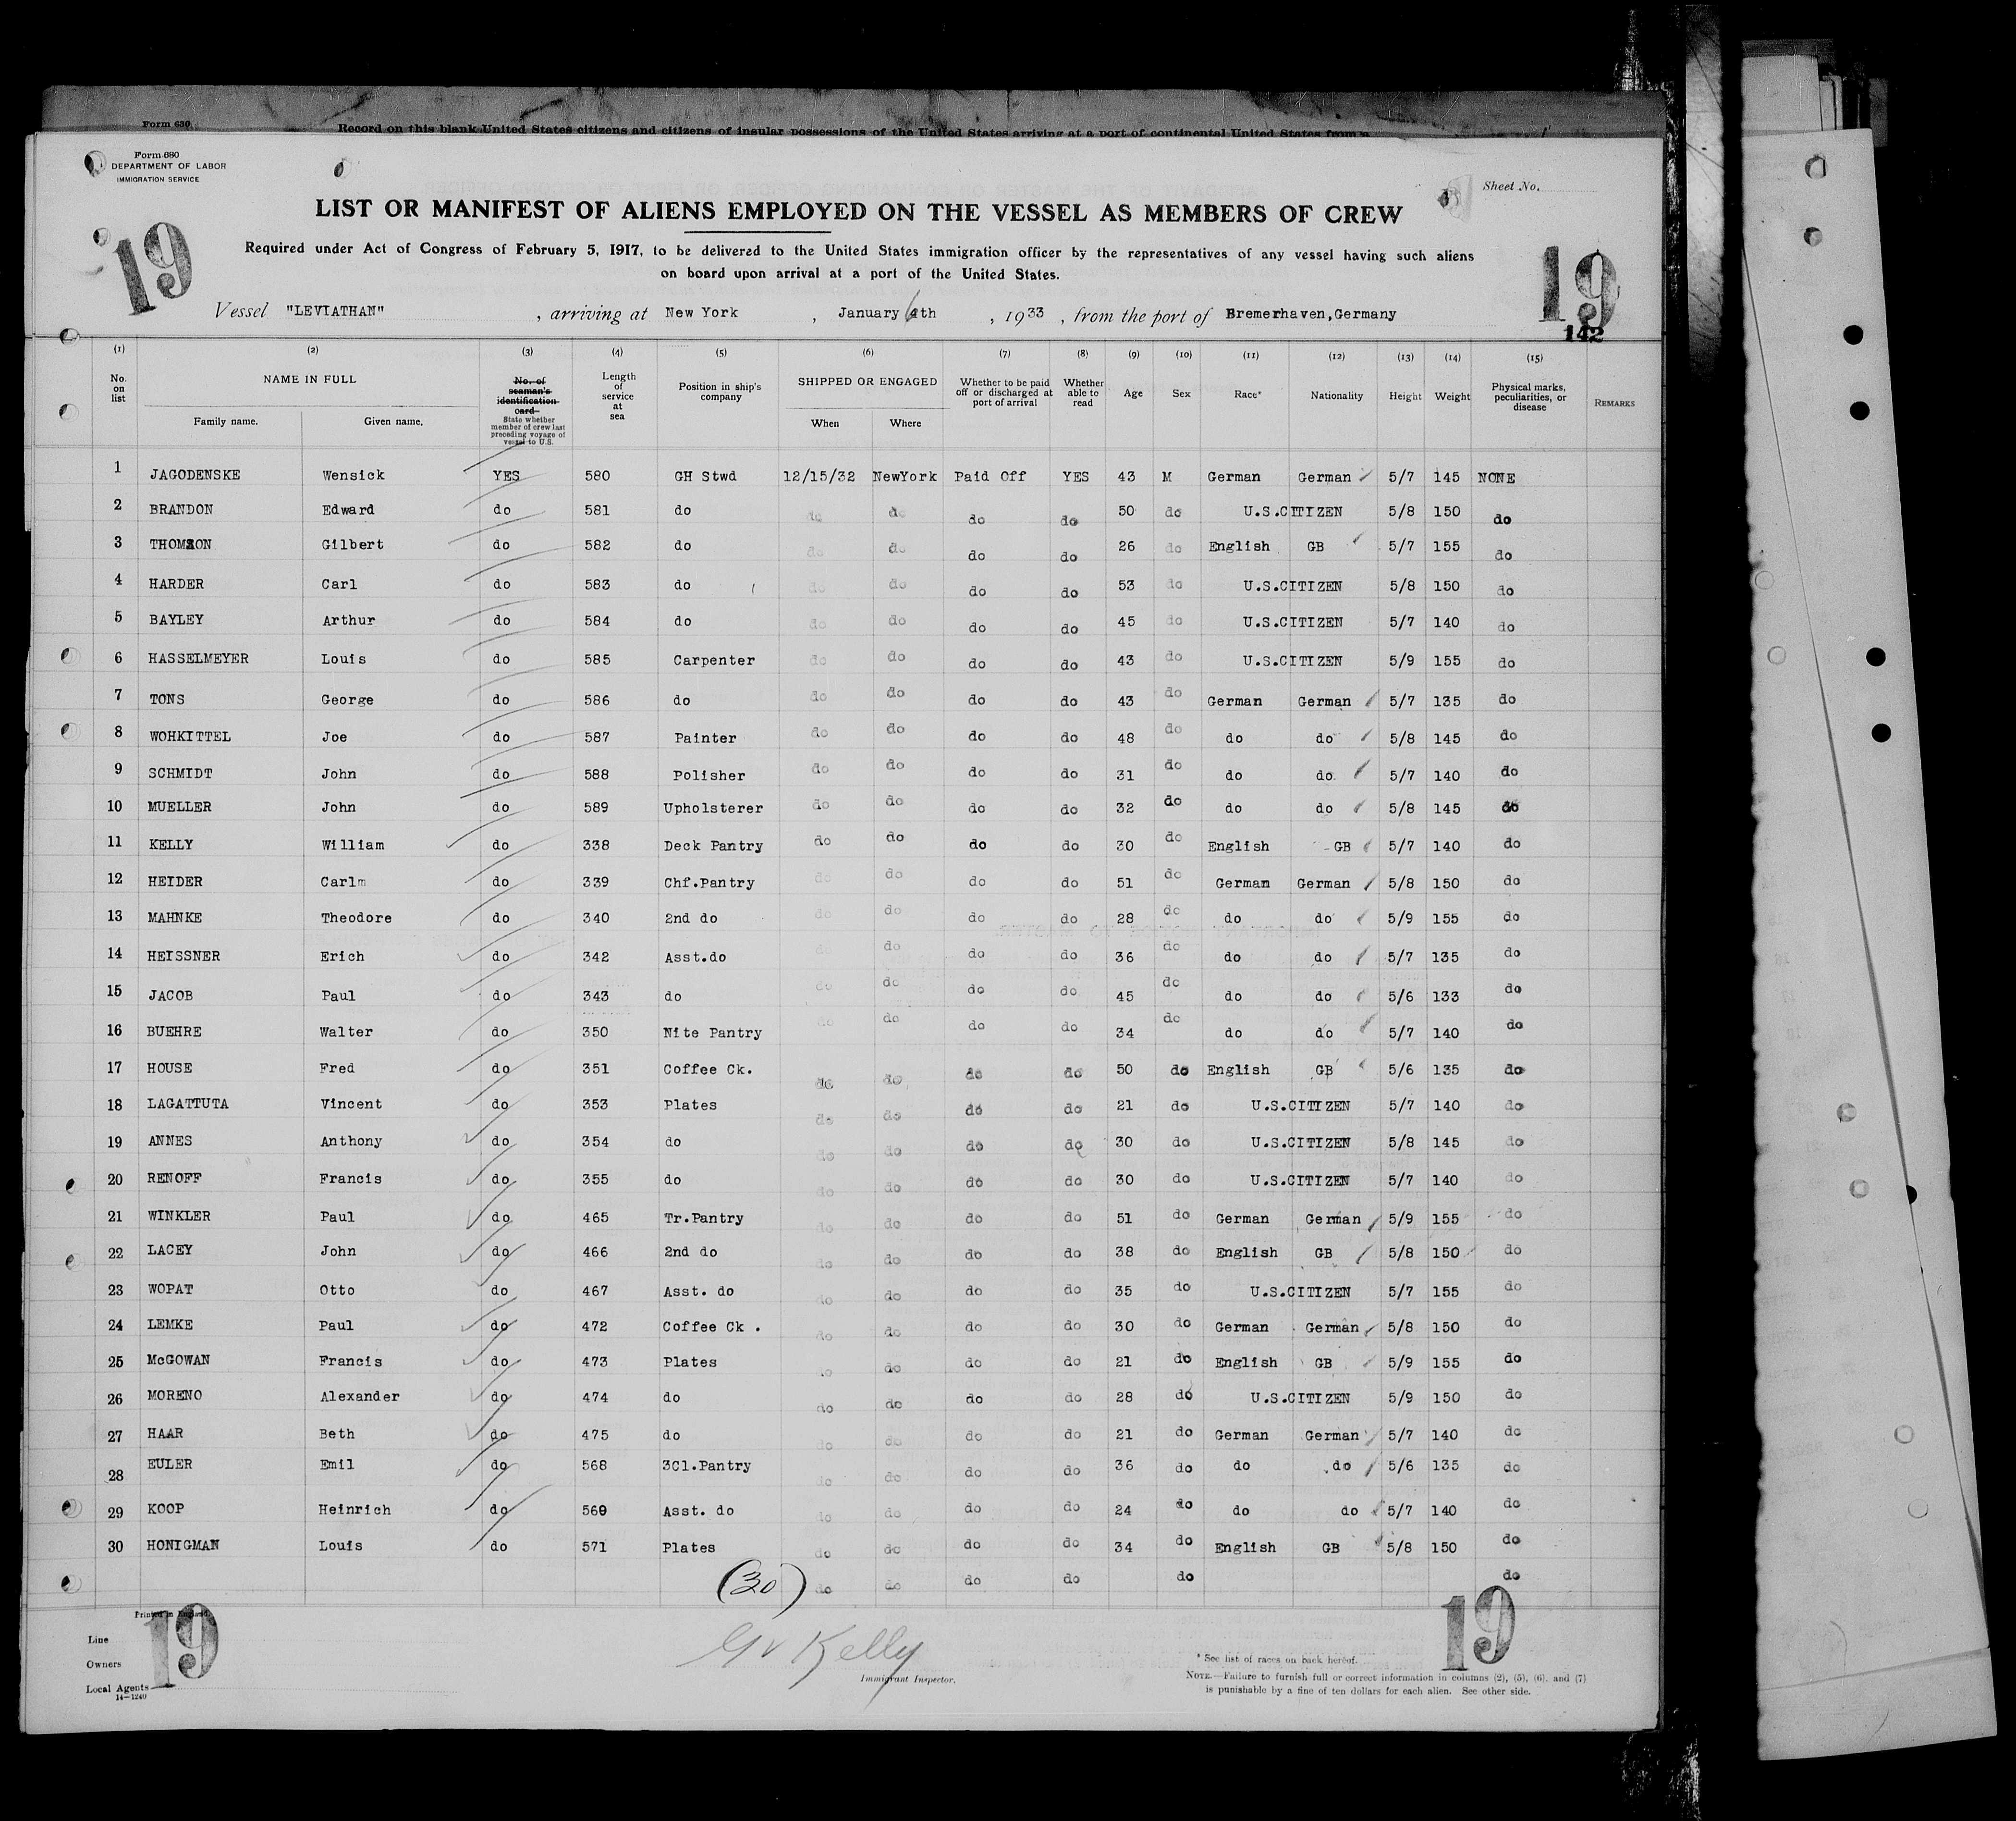 Form 630
Record on this blank United States citizens and citizens of insular possessions of the United States arriving at a port of continental United States from a
Form 680
DEPARTMENT OF LABOR
IMMIGRATION SERVICE
Sheet No.
LIST OR MANIFEST OF ALIENS EMPLOYED ON THE VESSEL AS MEMBERS OF CREW
19
19
Required under Act of Congress of February 5, 1917, to be delivered to the United States immigration officer by the representatives of any vessel having such aliens
on board upon arrival at a port of the United States.
Vessel "LEVIATHAN" , arriving at New York , January 6th , 1933 , from the port of Bremerhaven,Germany
142
(1) (2) (3) (4) (5) (6) (7) (8) (9) (10) (11) (12) (13) (14) (15)
No. on list NAME IN FULL Family name. Given name. No. of seaman's identification card State whether member of crew last preceding voyage of vessel to U.S. Length of service at sea Position in ship's company SHIPPED OR ENGAGED When Where Whether to be paid off or discharged at port of arrival Whether able to read Age Sex Race* Nationality Height Weight Physical marks, peculiarities, or disease REMARKS
1 JAGODENSKE Wensick YES 580 GH Stwd 12/15/32 NewYork Paid Off YES 43 M German German 5/7 145 NONE
2 BRANDON Edward do 581 do do do do do 50 do U.S.CITIZEN 5/8 150 do
3 THOMSON Gilbert do 582 do do do do do 26 do English GB 5/7 155 do
4 HARDER Carl do 583 do do do do do 53 do U.S.CITIZEN 5/8 150 do
5 BAYLEY Arthur do 584 do do do do do 45 do U.S.CITIZEN 5/7 140 do
6 HASSELMEYER Louis do 585 Carpenter do do do do 43 do U.S.CITIZEN 5/9 155 do
7 TONS George do 586 do do do do do 43 do German German 5/7 135 do
8 WOHKITTEL Joe do 587 Painter do do do do 48 do do do 5/8 145 do
9 SCHMIDT John do 588 Polisher do do do do 31 do do do 5/7 140 do
10 MUELLER John do 589 Upholsterer do do do do 32 do do do 5/8 145 do
11 KELLY William do 338 Deck Pantry do do do do 30 do English GB 5/7 140 do
12 HEIDER Carlm do 339 Chf.Pantry do do do do 51 do German German 5/8 150 do
13 MAHNKE Theodore do 340 2nd do do do do do 28 do do do 5/9 155 do
14 HEISSNER Erich do 342 Asst.do do do do 36 do do do 5/7 135 do
15 JACOB Paul do 343 do do do do do 45 do do do 5/6 133 do
16 BUEHRE Walter do 350 Nite Pantry do do do do 34 do do do 5/7 140 do
17 HOUSE Fred do 351 Coffee Ck. do do do do 50 do English GB 5/6 135 do
18 LAGATTUTA Vincent do 353 Plates do do do do 21 do U.S.CITIZEN 5/7 140 do
19 ANNES Anthony do 354 do do do do do 30 do U.S.CITIZEN 5/8 145 do
20 RENOFF Francis do 355 do do do do do 30 do U.S.CITIZEN 5/7 140 do
21 WINKLER Paul do 465 Tr.Pantry do do do do 51 do German German 5/9 155 do
22 LACEY John do 466 2nd do do do do do 38 do English GB 5/8 150 do
23 WOPAT Otto do 467 Asst. do do do do do 35 do U.S.CITIZEN 5/7 155 do
24 LEMKE Paul do 472 Coffee Ck . do do do do 30 do German German 5/8 150 do
25 McGOWAN Francis do 473 Plates do do do do 21 do English GB 5/9 155 do
26 MORENO Alexander do 474 do do do do do 28 do U.S.CITIZEN 5/9 150 do
27 HAAR Beth do 475 do do do do do 21 do German German 5/7 140 do
28 EULER Emil do 568 3Cl.Pantry do do do do 36 do do do 5/6 135 do
29 KOOP Heinrich do 569 Asst. do do do do do 24 do do do 5/7 140 do
30 HONIGMAN Louis do 571 Plates do do do do 34 do English GB 5/8 150 do
(30) do do do do do do
Printed in England.
19
19
Line
Owners
Local Agents
14—1240
Kelly
Immigrant Inspector.
* See list of races on back hereof.
NOTE.—Failure to furnish full or correct information in columns (2), (5), (6), and (7)
is punishable by a fine of ten dollars for each alien. See other side.